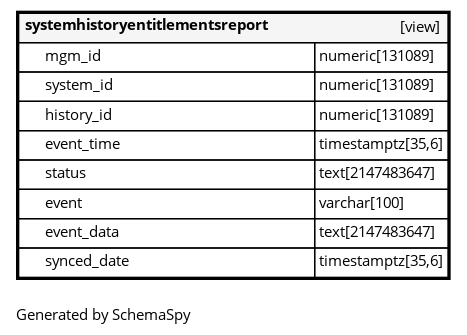 systemhistoryentitlementsreport [view]
mgm_id numeric[131089]
system_id numeric[131089]
history_id numeric[131089]
event_time timestamptz[35,6]
status text[2147483647]
event varchar[100]
event_data text[2147483647]
synced_date timestamptz[35,6]
Generated by SchemaSpy